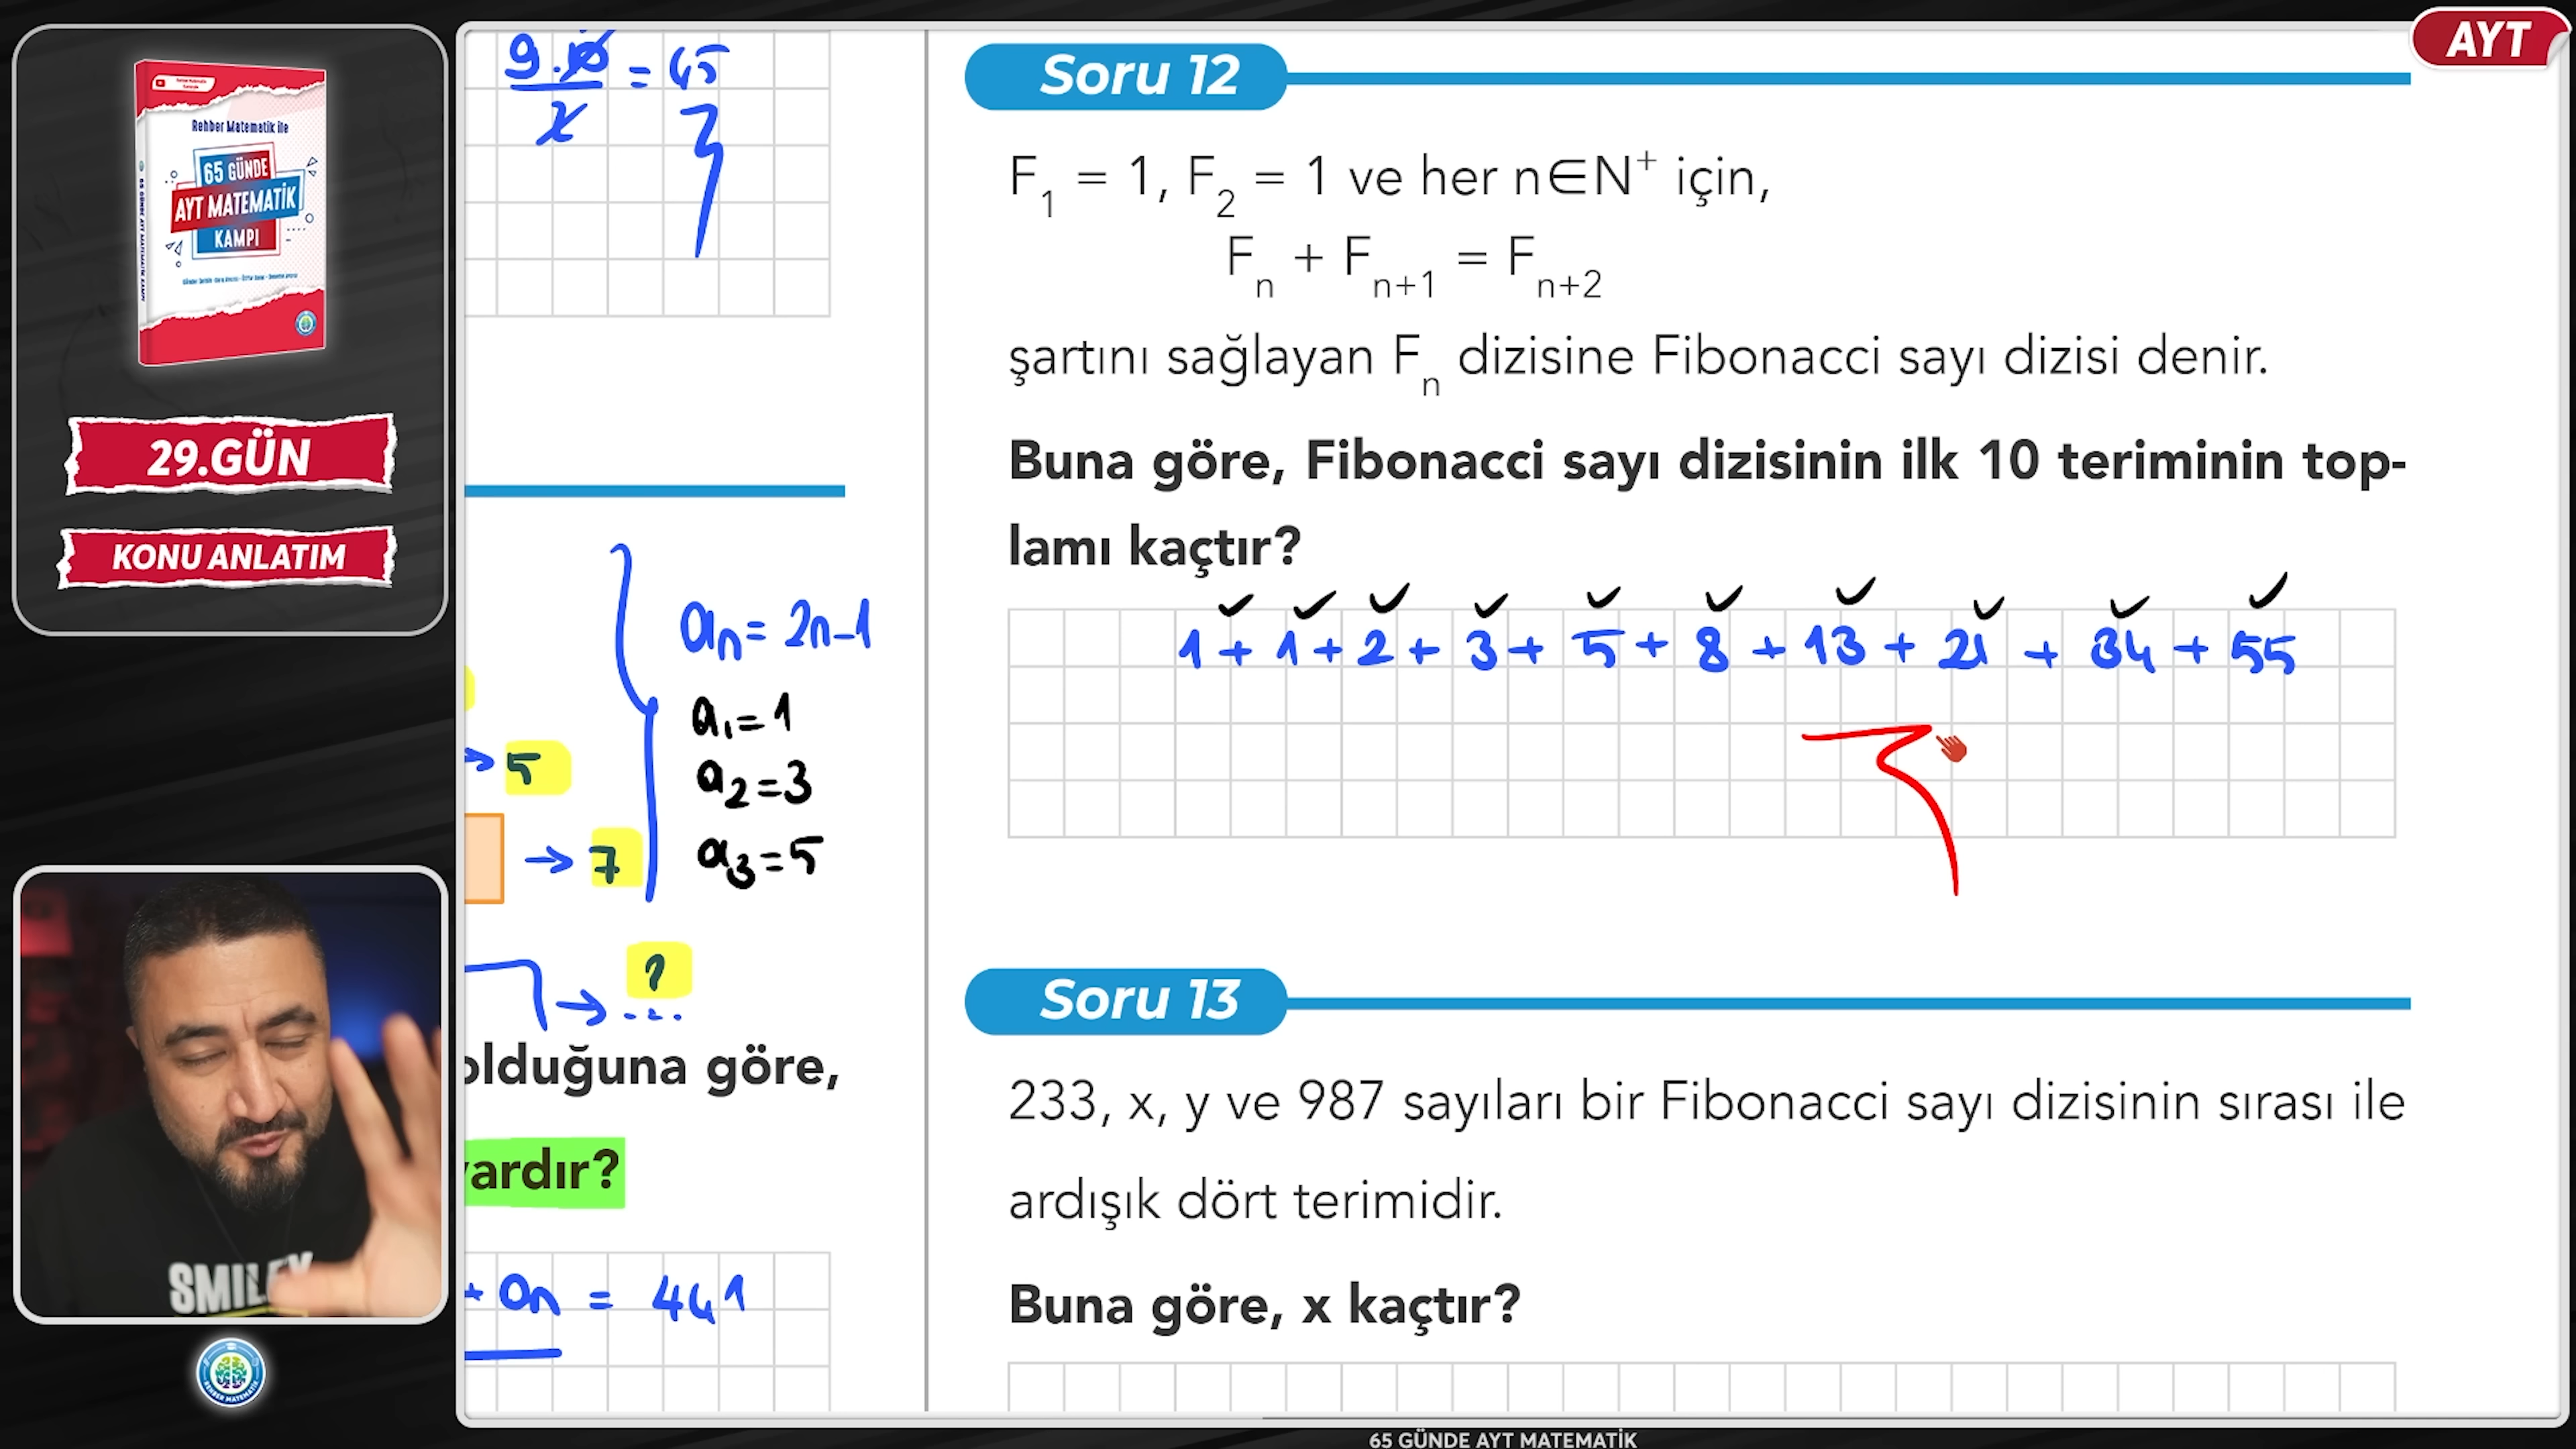 Rehber Matematik ile
65 GÜNDE
AYT MATEMATİK
KAMPI
29.GÜN
KONU ANLATIM
SMILEY
9.10 = 45
2
an = 2n-1
a1 = 1
a2 = 3
a3 = 5
5
7
?
...
olduğuna göre,
vardır?
+ an = 441
AYT
Soru 12
F1 = 1, F2 = 1 ve her n∈N+ için,
Fn + Fn+1 = Fn+2
şartını sağlayan Fn dizisine Fibonacci sayı dizisi denir.
Buna göre, Fibonacci sayı dizisinin ilk 10 teriminin top-
lamı kaçtır?
1 + 1 + 2 + 3 + 5 + 8 + 13 + 21 + 34 + 55
Soru 13
233, x, y ve 987 sayıları bir Fibonacci sayı dizisinin sırası ile
ardışık dört terimidir.
Buna göre, x kaçtır?
REHBER MATEMATİK
65 GÜNDE AYT MATEMATİK